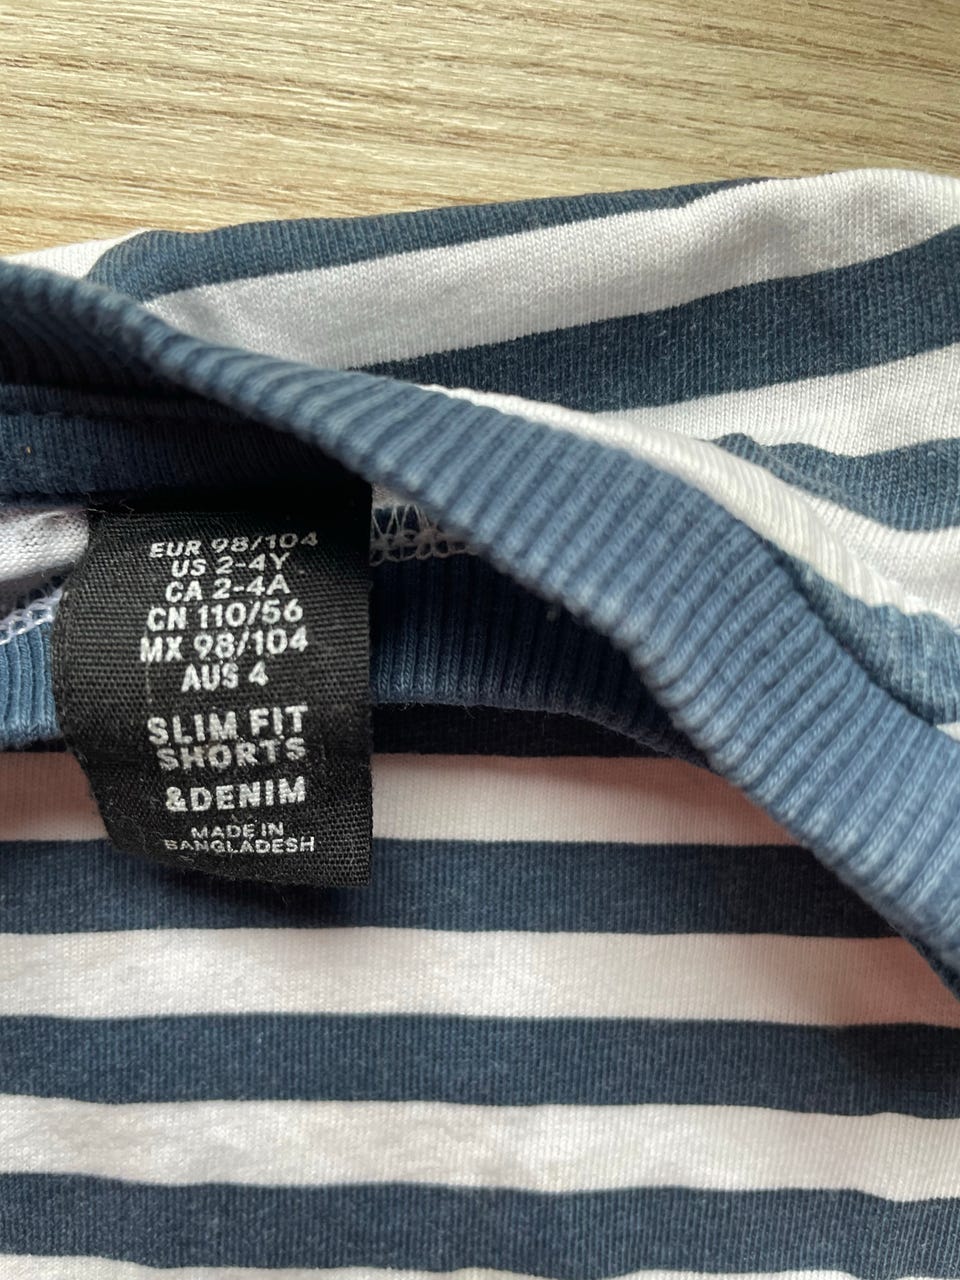 EUR 98/104
US 2-4Y
CA 2-4A
CN 110/56
MX 98/104
AUS 4
SLIM FIT
SHORTS
&DENIM
MADE IN
BANGLADESH